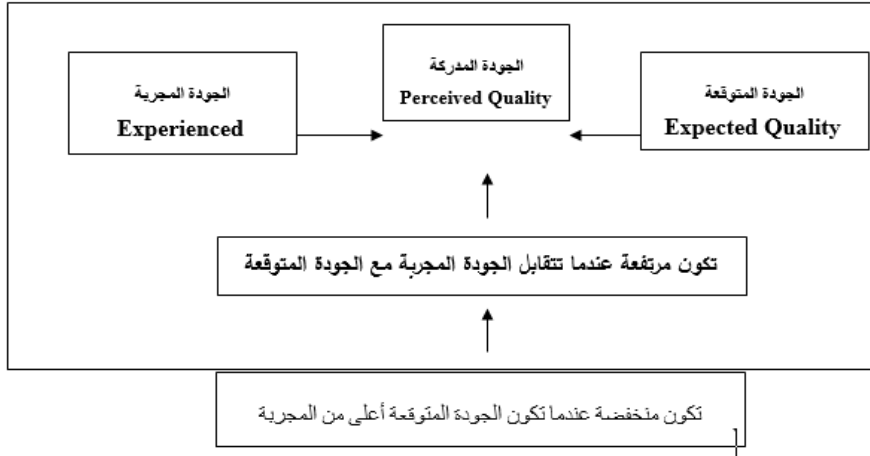 الجودة المدركة
Perceived Quality
الجودة المجربة
Experienced
الجودة المتوقعة
Expected Quality
تكون مرتفعة عندما تتقابل الجودة المجربة مع الجودة المتوقعة
تكون منخفضة عندما تكون الجودة المتوقعة أعلى من المجربة